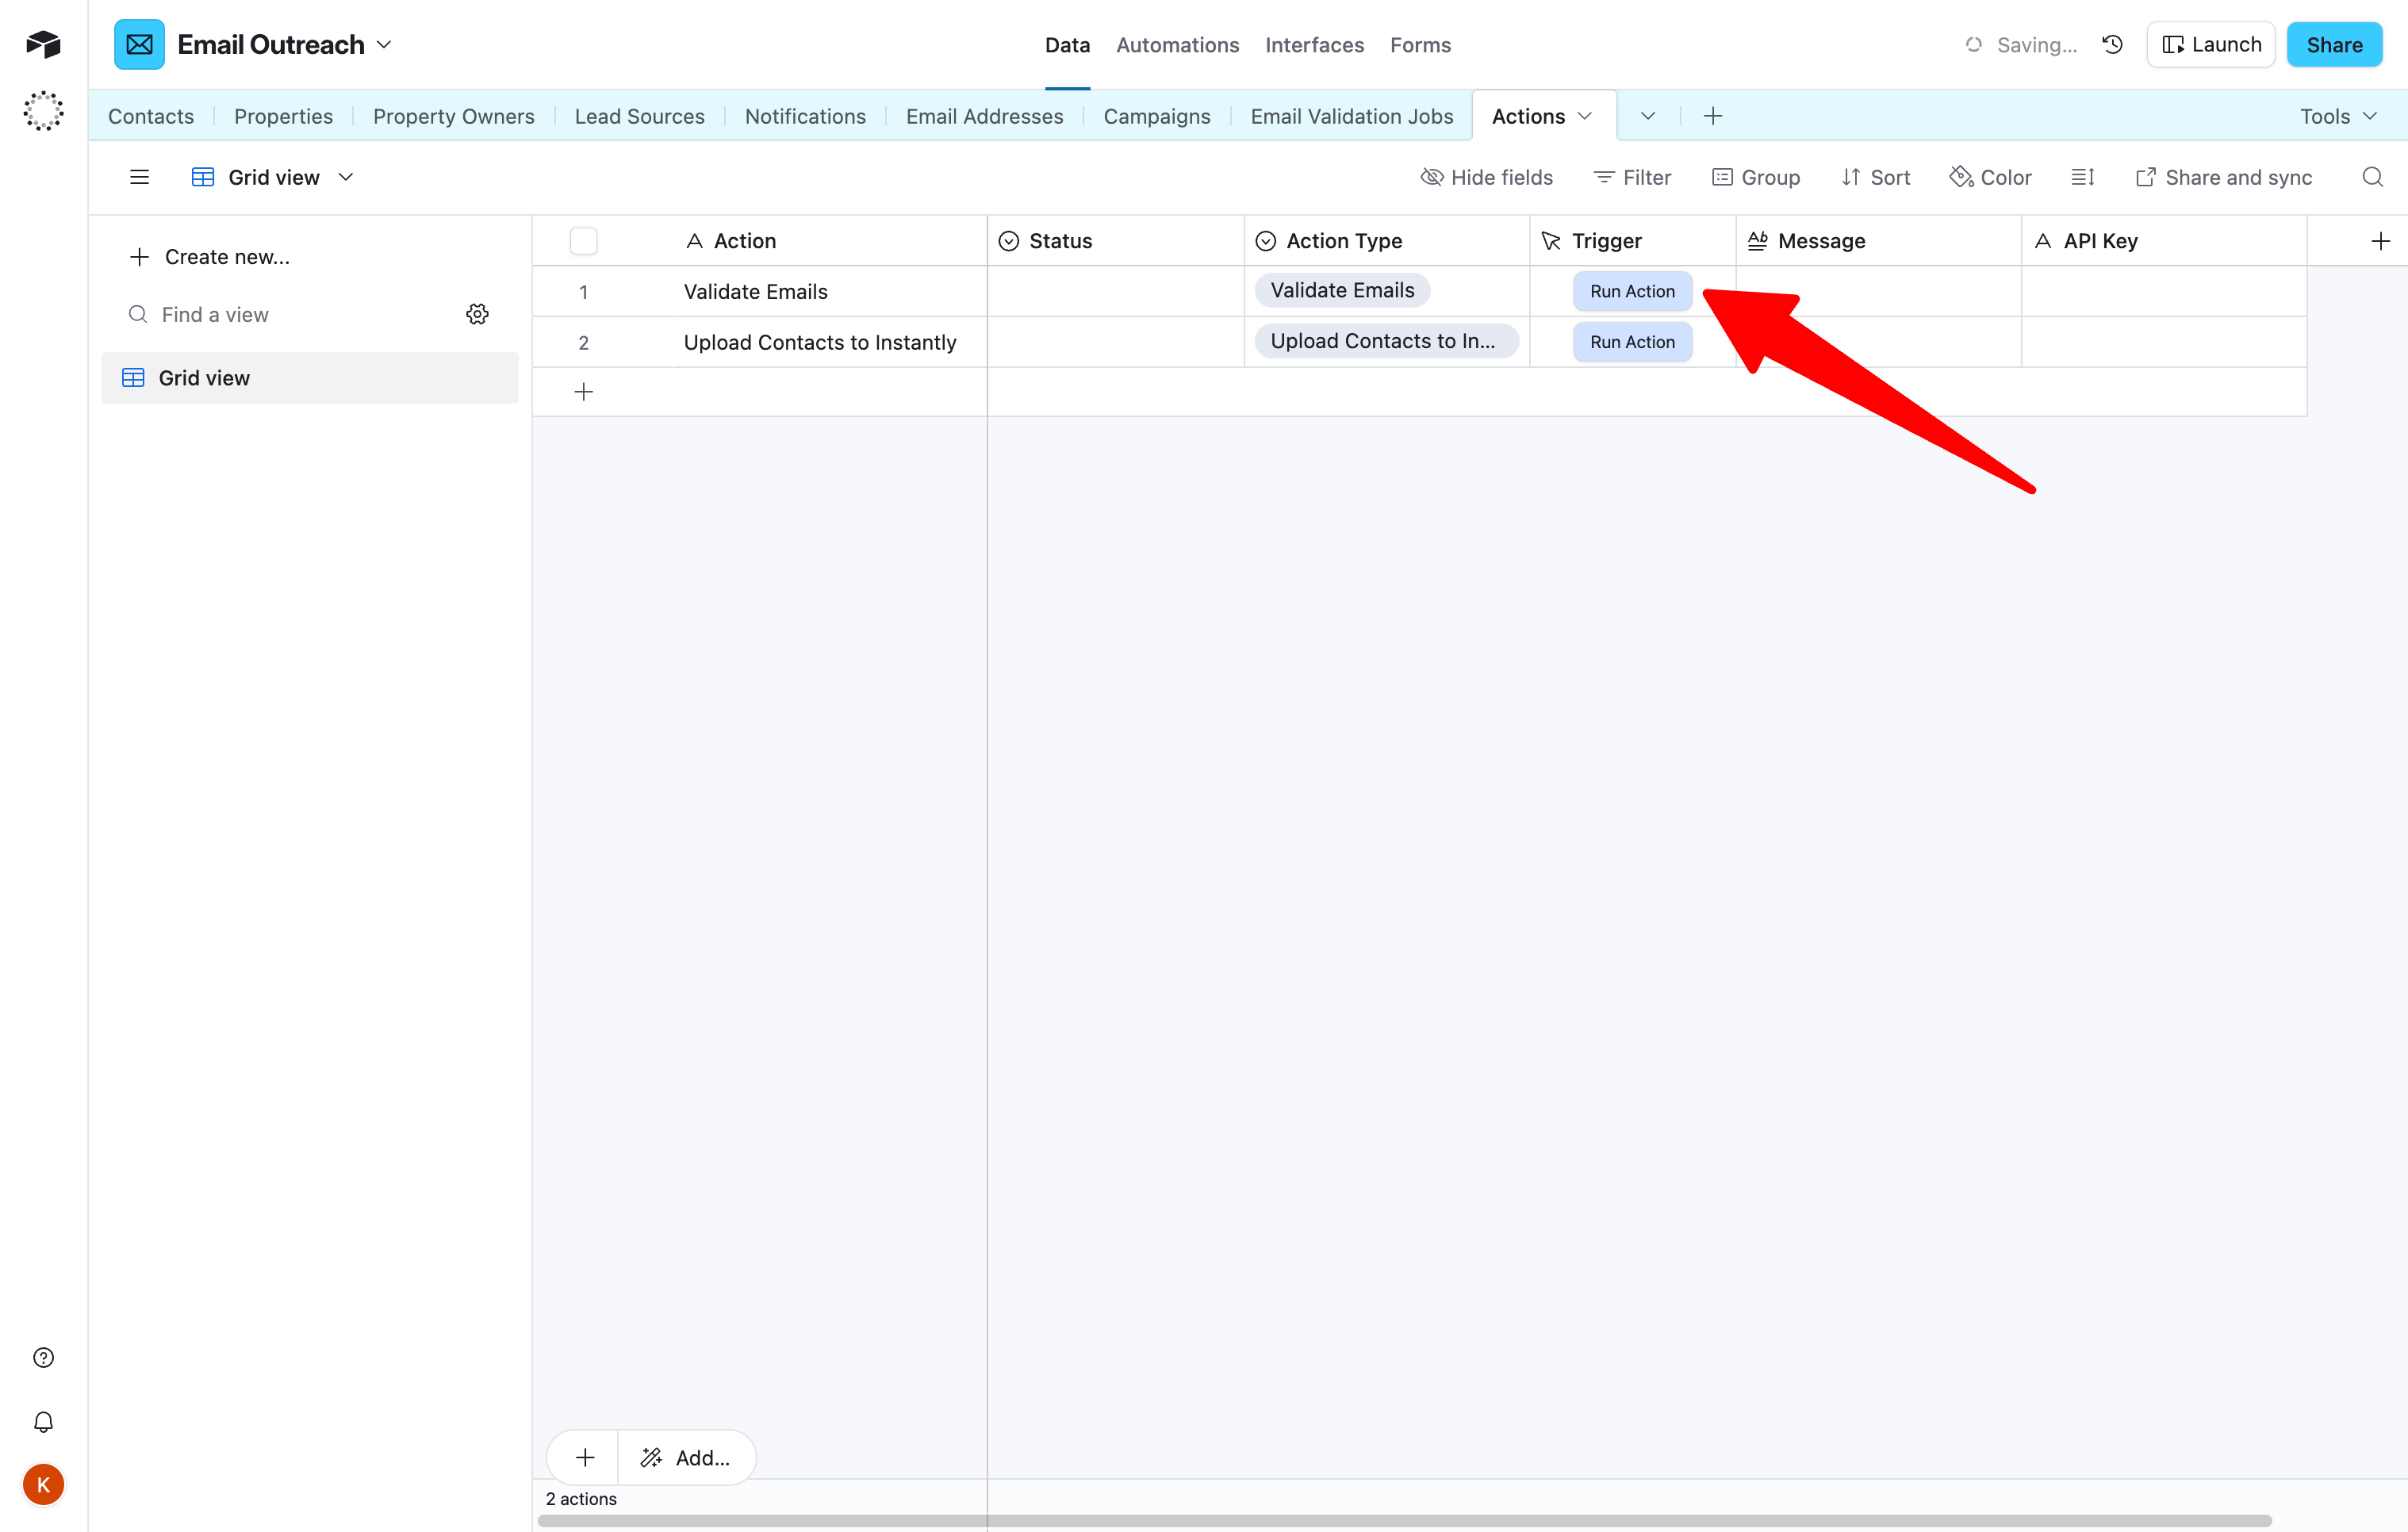 Email Outreach
Data Automations Interfaces Forms
Saving... Launch Share
Contacts Properties Property Owners Lead Sources Notifications Email Addresses Campaigns Email Validation Jobs Actions Tools
Grid view Hide fields Filter Group Sort Color Share and sync
Create new...
Find a view
Grid view
Action Status Action Type Trigger Message API Key
1 Validate Emails Validate Emails Run Action
2 Upload Contacts to Instantly Upload Contacts to In... Run Action
Add...
2 actions
K